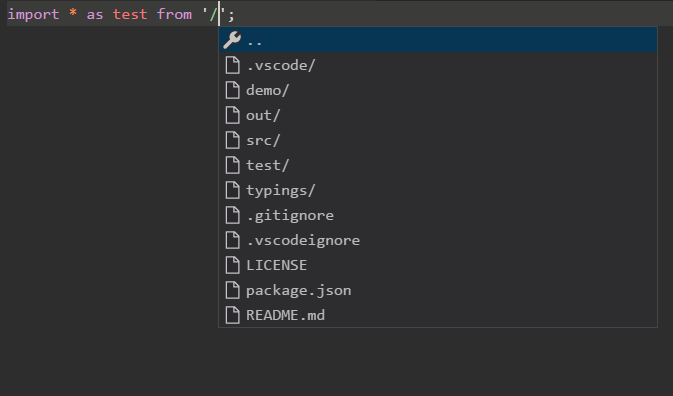 import * as test from '/';
..
.vscode/
demo/
out/
src/
test/
typings/
.gitignore
.vscodeignore
LICENSE
package.json
README.md